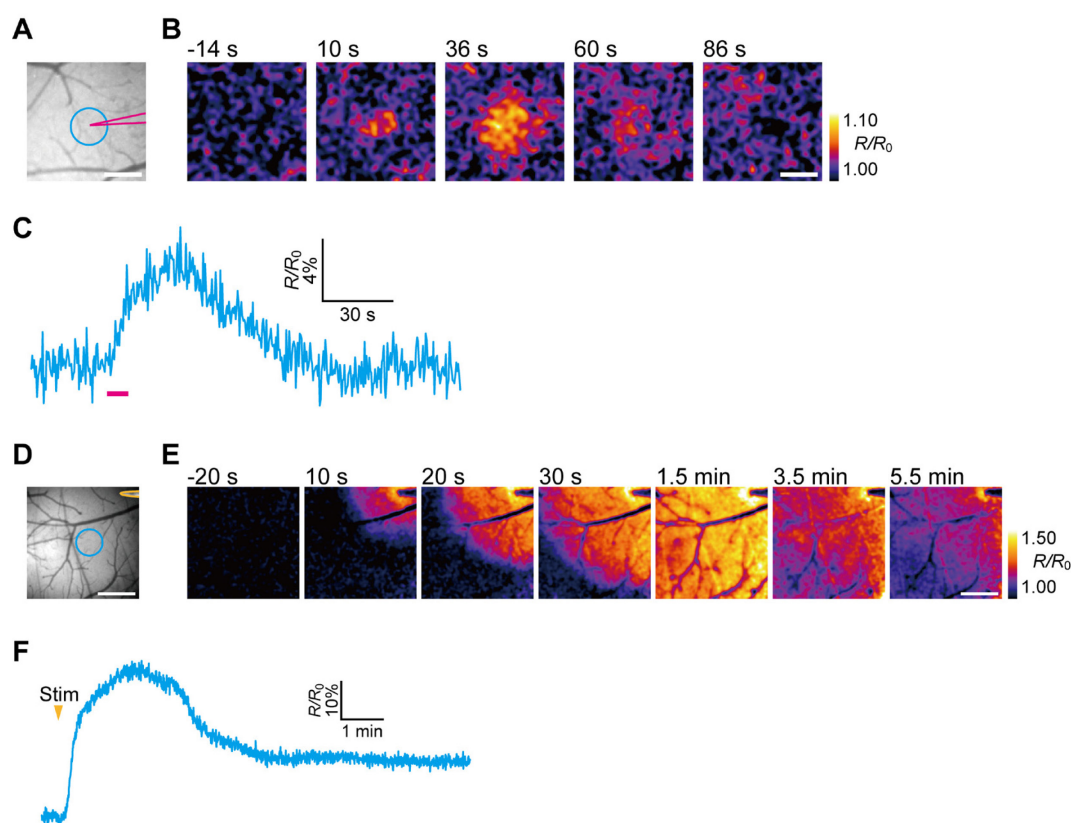 A
B
-14 s
10 s
36 s
60 s
86 s
1.10
R/R0
1.00
C
R/R0
4%
30 s
D
E
-20 s
10 s
20 s
30 s
1.5 min
3.5 min
5.5 min
1.50
R/R0
1.00
F
Stim
R/R0
10%
1 min